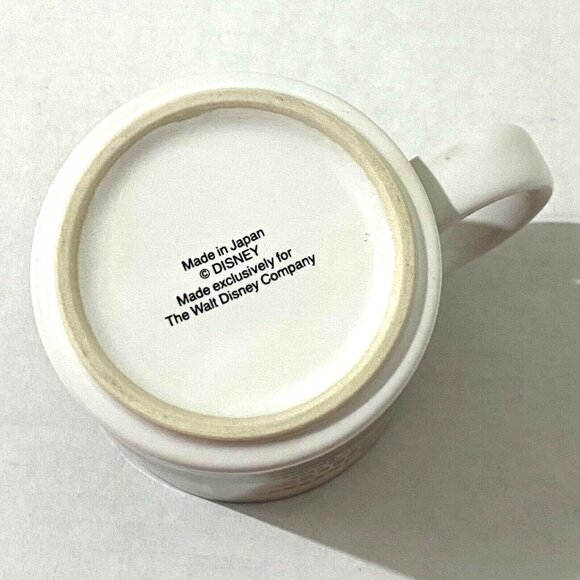 Made in Japan
© DISNEY
Made exclusively for
The Walt Disney Company